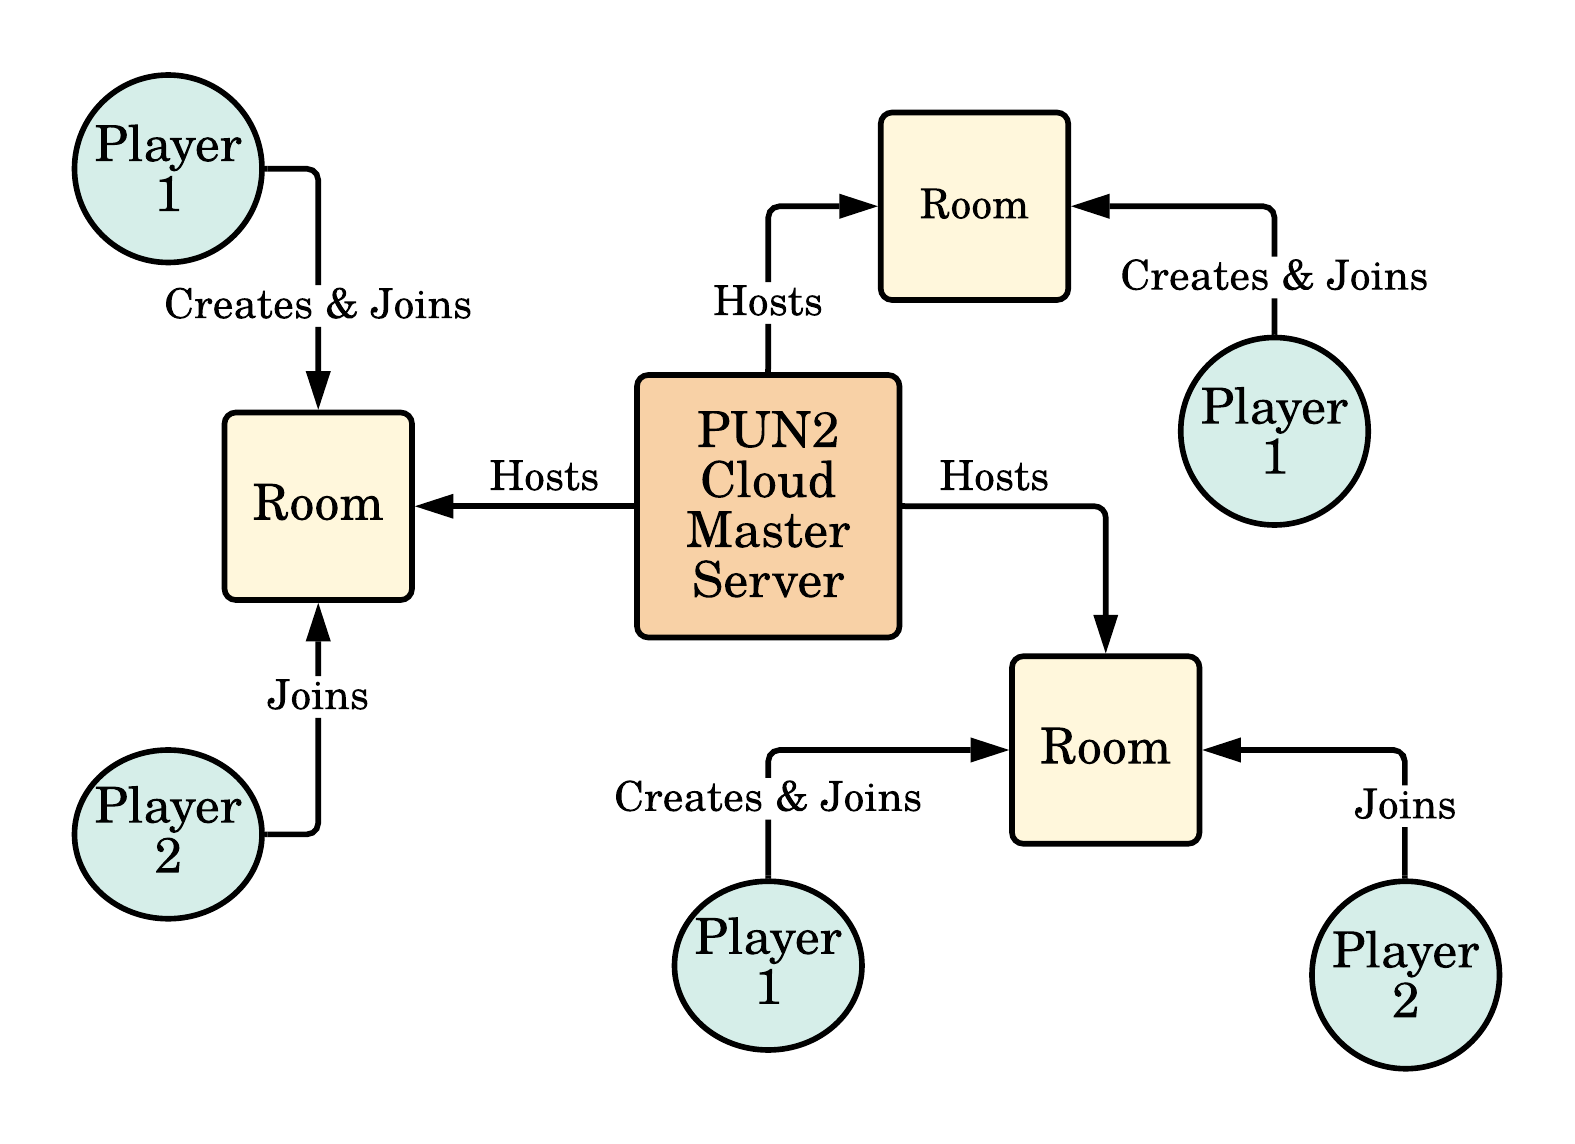 Player
1
Creates & Joins
Room
Hosts
Joins
Player
2
PUN2
Cloud
Master
Server
Hosts
Room
Creates & Joins
Player
1
Hosts
Room
Creates & Joins
Player
1
Joins
Player
2